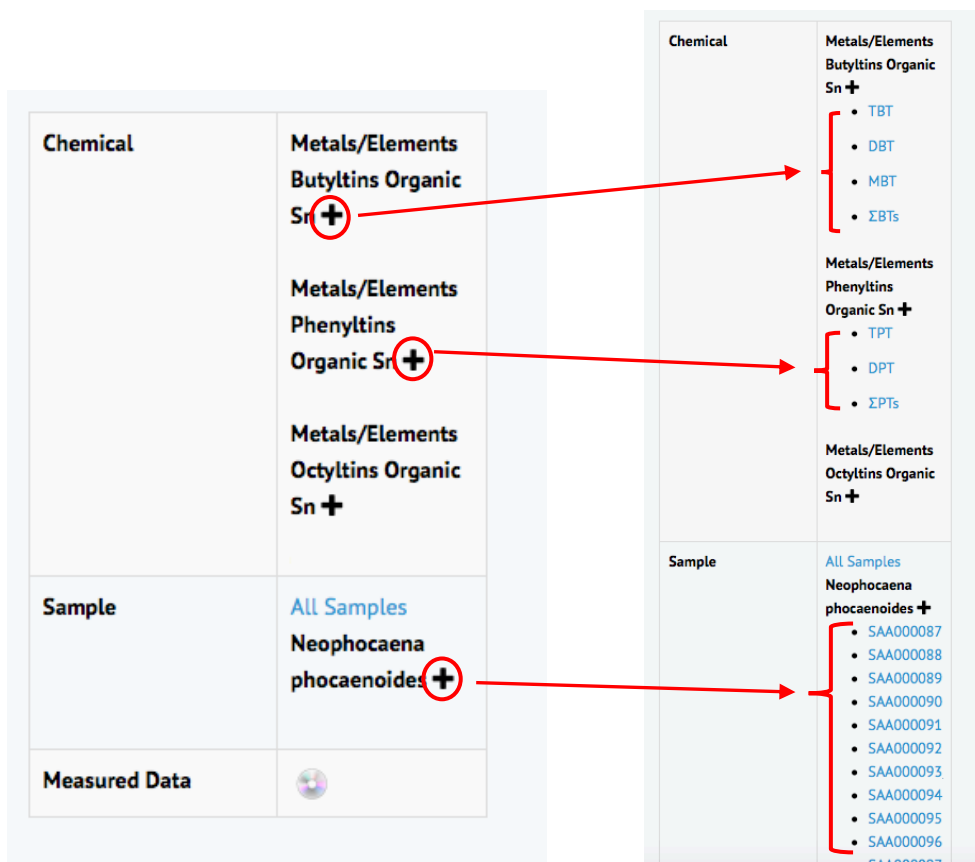 Chemical
Metals/Elements
Butyltins Organic
Sn
Metals/Elements
Phenyltins
Organic Sn
Metals/Elements
Octyltins Organic
Sn
Sample
All Samples
Neophocaena
phocaenoides
Measured Data
Chemical
Metals/Elements
Butyltins Organic
Sn
• TBT
• DBT
• MBT
• ΣBTs
Metals/Elements
Phenyltins
Organic Sn
• TPT
• DPT
• ΣPTs
Metals/Elements
Octyltins Organic
Sn
Sample
All Samples
Neophocaena
phocaenoides
• SAA000087
• SAA000088
• SAA000089
• SAA000090
• SAA000091
• SAA000092
• SAA000093
• SAA000094
• SAA000095
• SAA000096